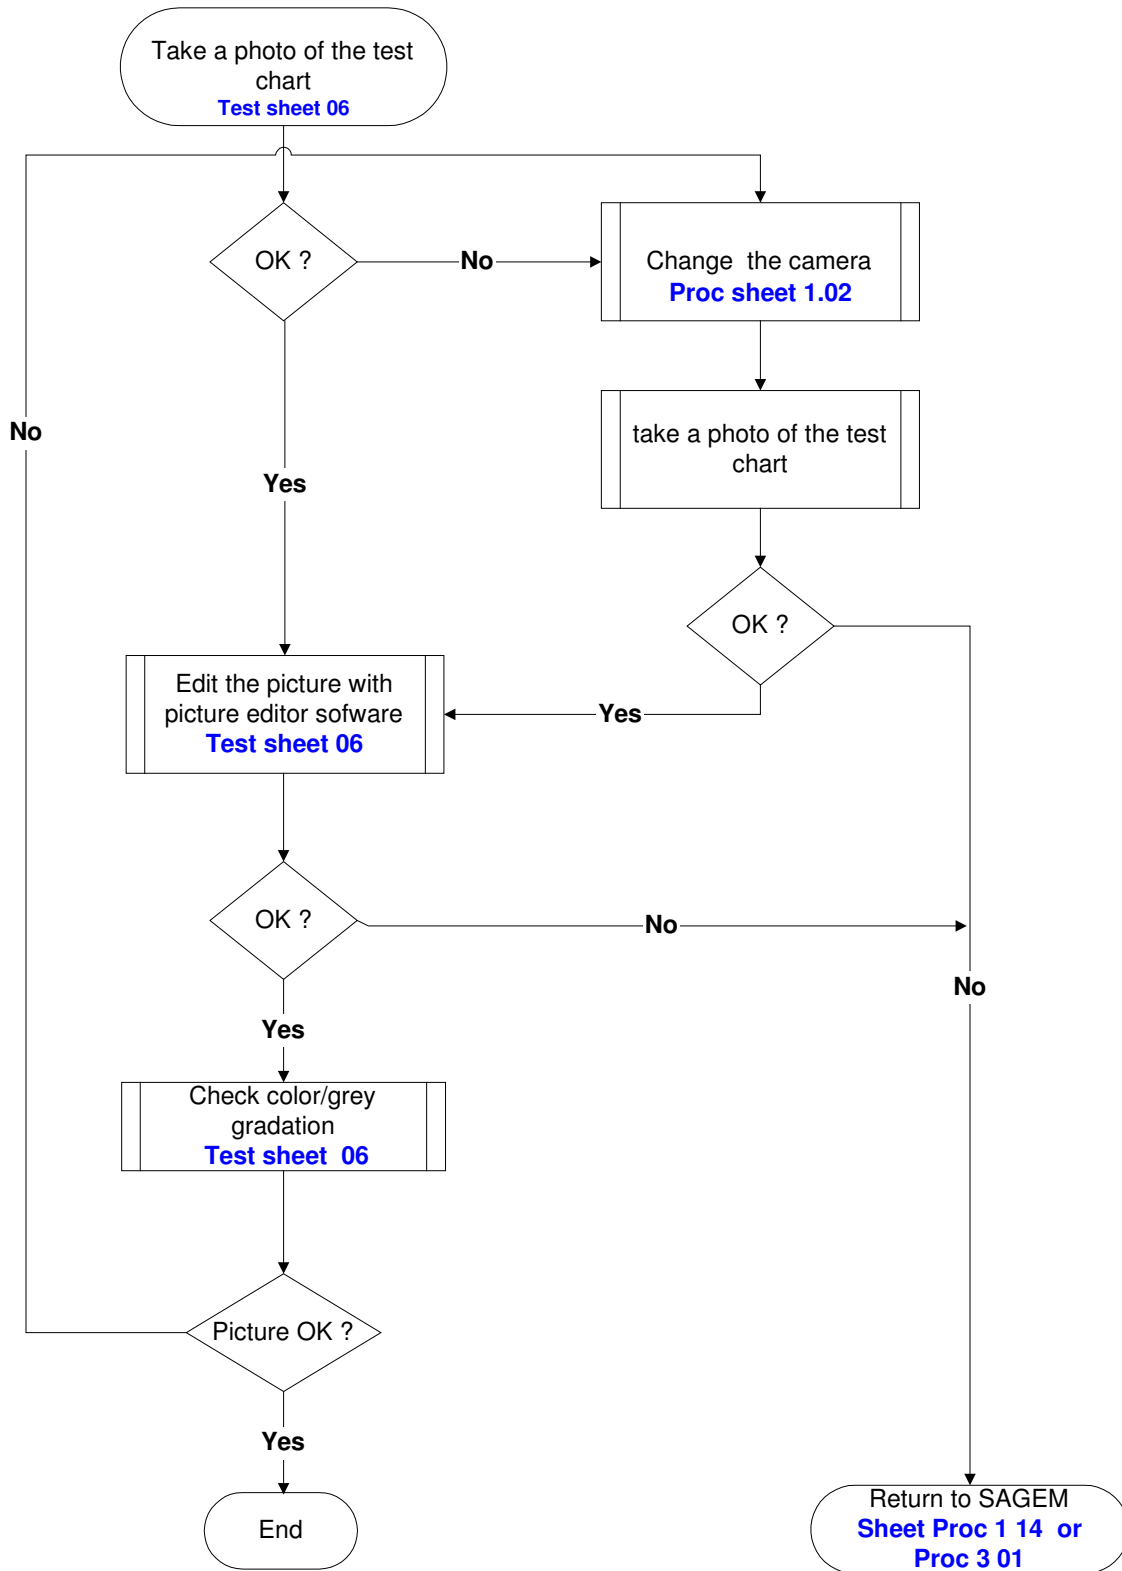 Take a photo of the test
chart
Test sheet 06
OK ?
No
Change the camera
Proc sheet 1.02
take a photo of the test
chart
No
Yes
OK ?
Edit the picture with
picture editor sofware
Test sheet 06
Yes
OK ?
No
No
Yes
Check color/grey
gradation
Test sheet 06
Picture OK ?
Yes
End
Return to SAGEM
Sheet Proc 1 14 or
Proc 3 01